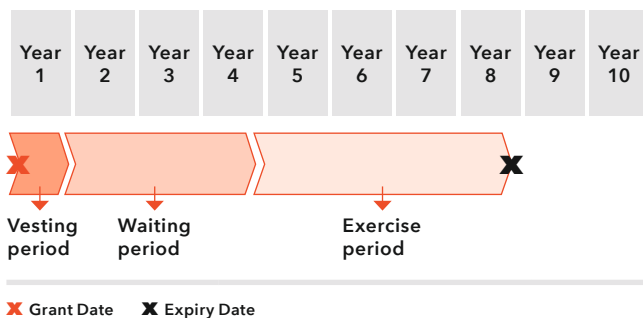 Year Year Year Year Year Year Year Year Year Year
1 2 3 4 5 6 7 8 9 10
Vesting Waiting Exercise
period period period
Grant Date Expiry Date